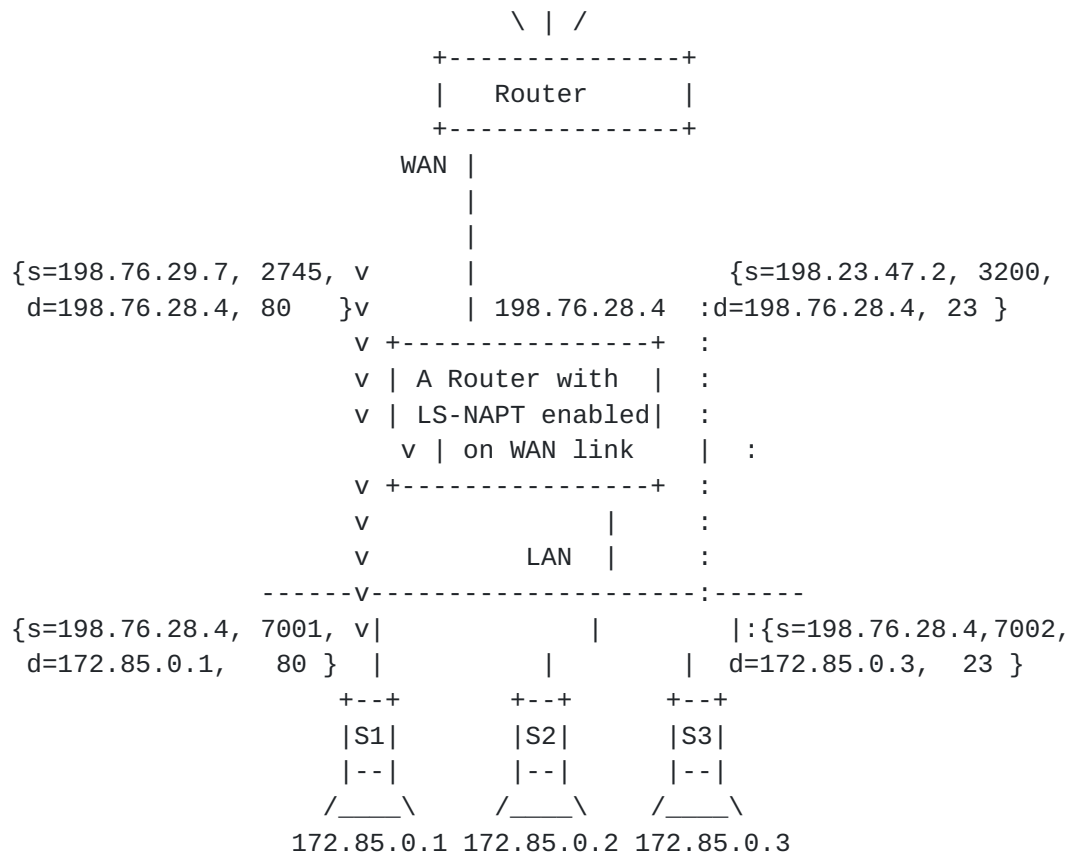 \ | /
+---------------+
| Router |
+---------------+
WAN |
|
|
{s=198.76.29.7, 2745, v | {s=198.23.47.2, 3200,
d=198.76.28.4, 80 }v | 198.76.28.4 :d=198.76.28.4, 23 }
v +----------------+ :
v | A Router with | :
v | LS-NAPT enabled| :
v | on WAN link | :
v +----------------+ :
v | :
v LAN | :
------v----------------------:------
{s=198.76.28.4, 7001, v| | |:{s=198.76.28.4,7002,
d=172.85.0.1, 80 } | | | d=172.85.0.3, 23 }
+--+ +--+ +--+
|S1| |S2| |S3|
|--| |--| |--|
/____\ /____\ /____\
172.85.0.1 172.85.0.2 172.85.0.3